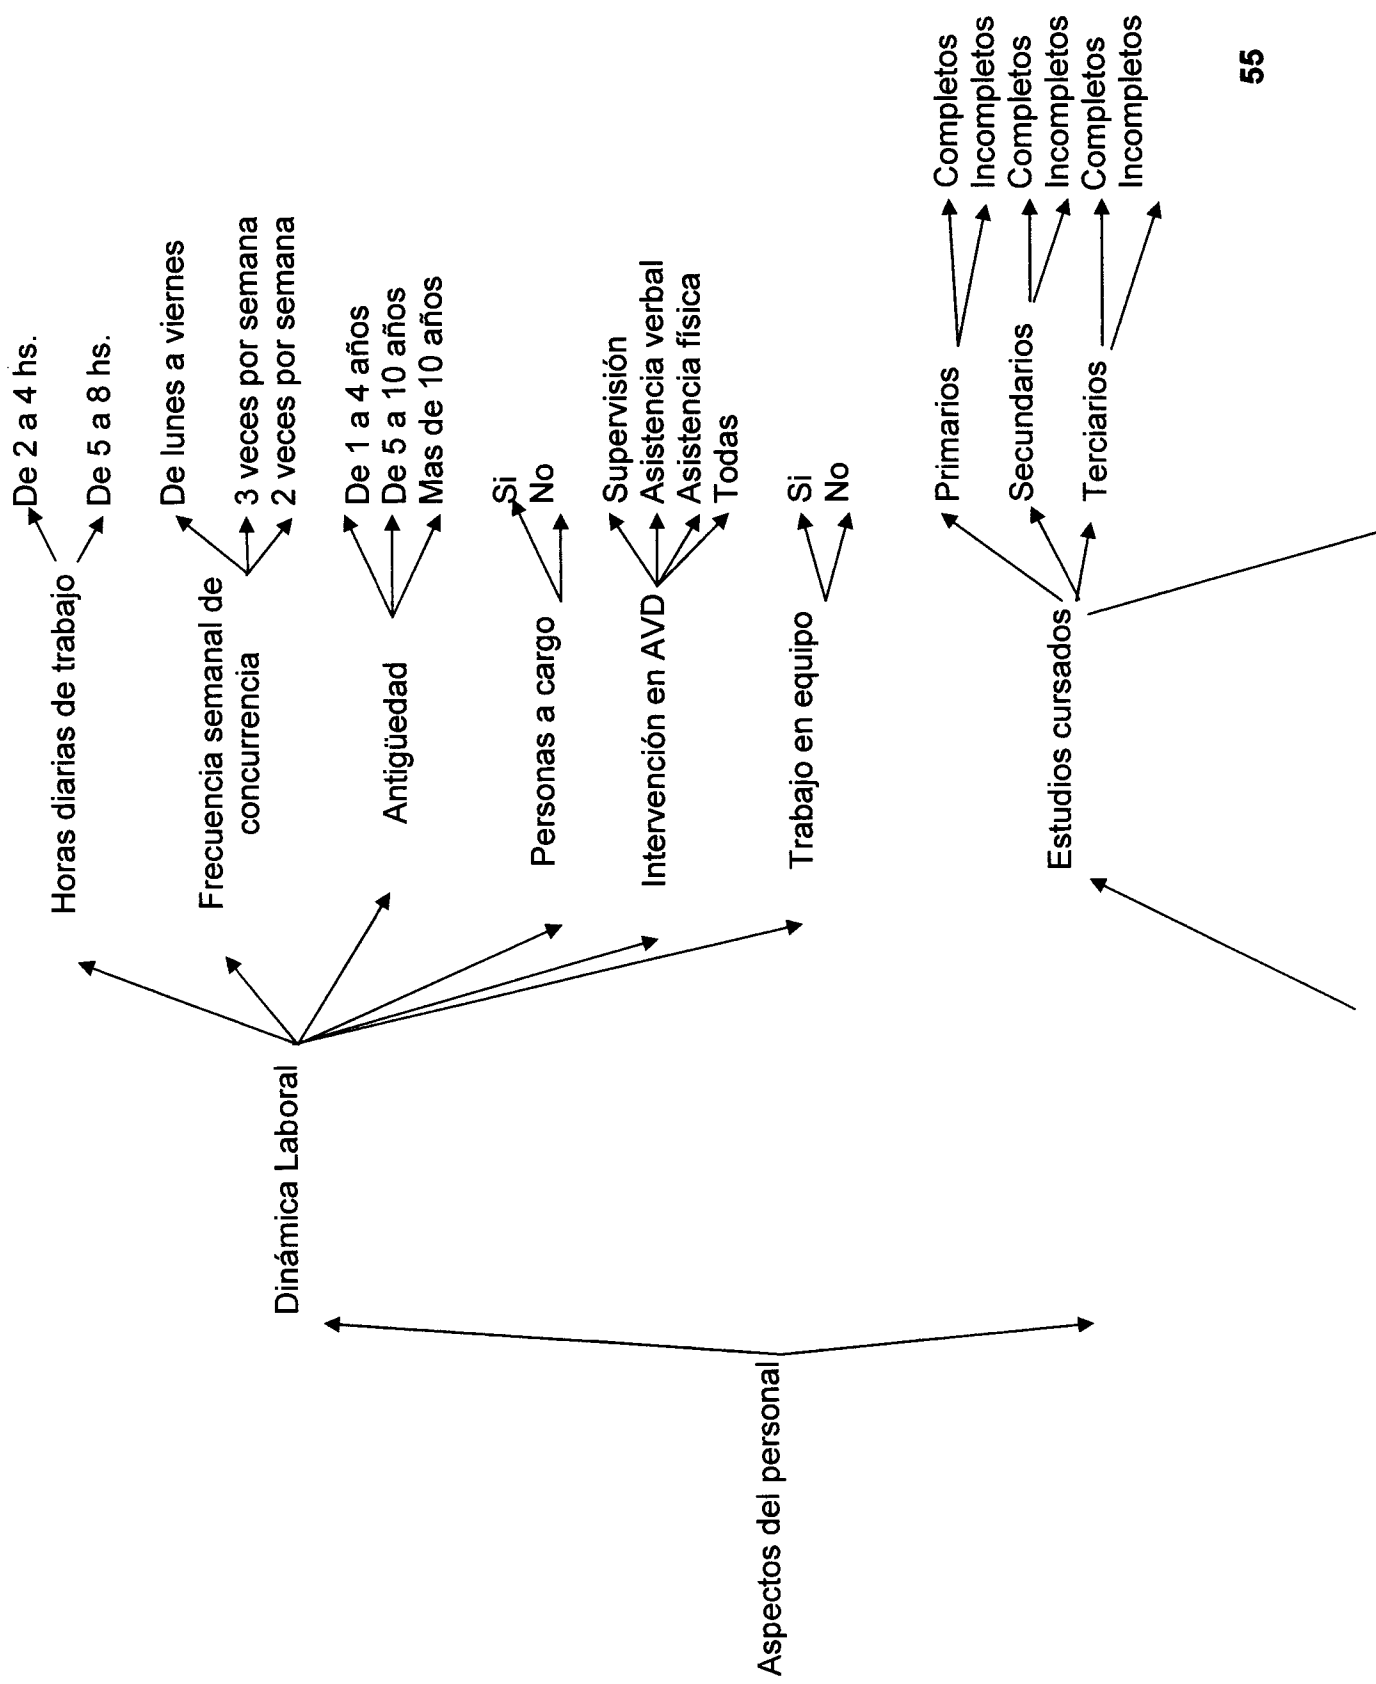 De 2 a 4 hs.
Horas diarias de trabajo
De 5 a 8 hs.
De lunes a viernes
Frecuencia semanal de
concurrencia
3 veces por semana
2 veces por semana
Dinámica Laboral
De 1 a 4 años
Antigüedad
De 5 a 10 años
Mas de 10 años
Si
Personas a cargo
No
Supervisión
Intervención en AVD
Asistencia verbal
Asistencia física
Todas
Aspectos del personal
Si
Trabajo en equipo
No
Completos
Primarios
Incompletos
Completos
Secundarios
Incompletos
Estudios cursados
Completos
Terciarios
Incompletos
55